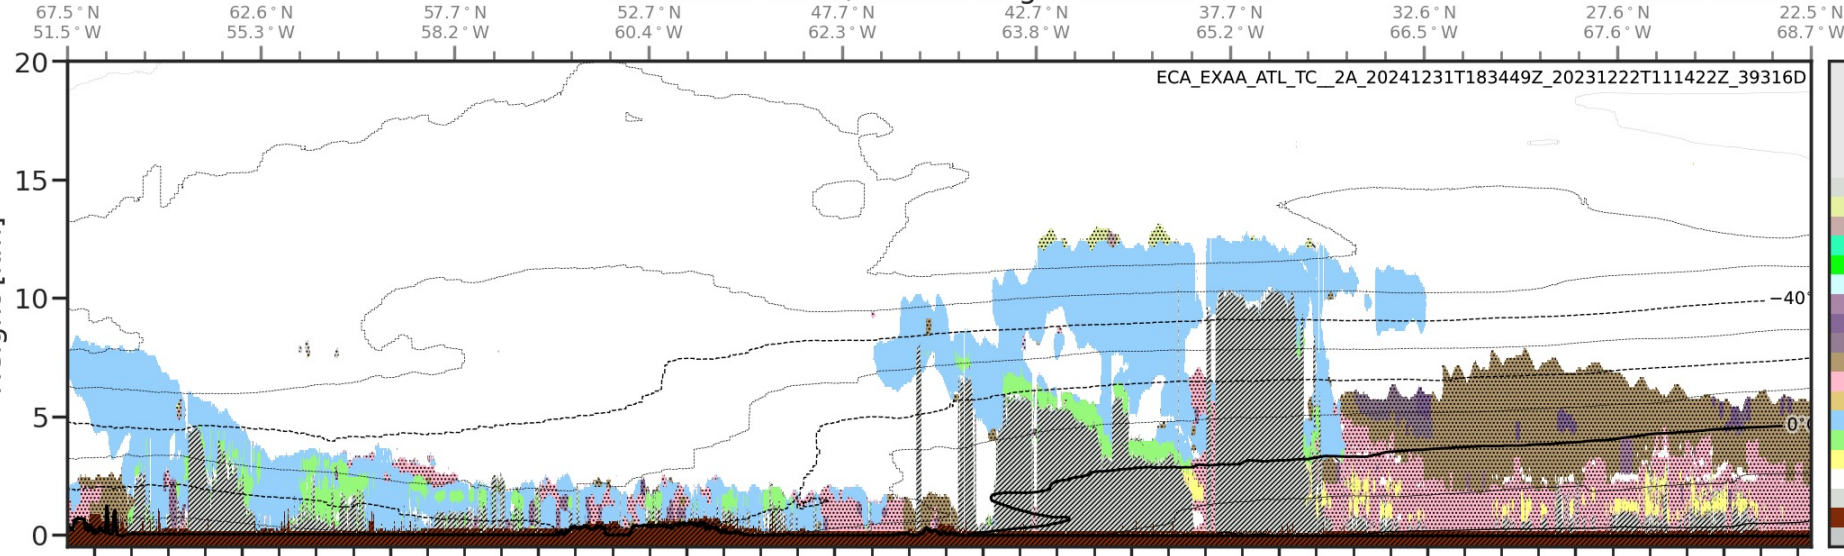 67.5°N 62.6°N 57.7°N 52.7°N 47.7°N 42.7°N 37.7°N 32.6°N 27.6°N 22.5°N
51.5°W 55.3°W 58.2°W 60.4°W 62.3°W 63.8°W 65.2°W 66.5°W 67.6°W 68.7°W
20
ECA_EXAA_ATL_TC__2A_20241231T183449Z_20231222T111422Z_39316D
15
10
−40°
5
0°
0